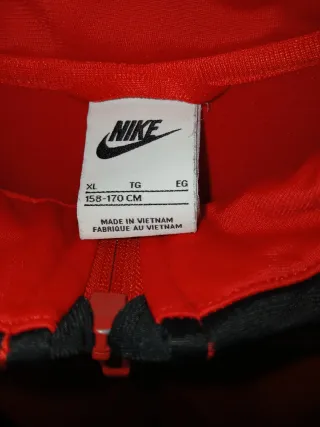 NIKE
XL TG EG
158-170 CM
MADE IN VIETNAM
FABRIQUE AU VIETNAM